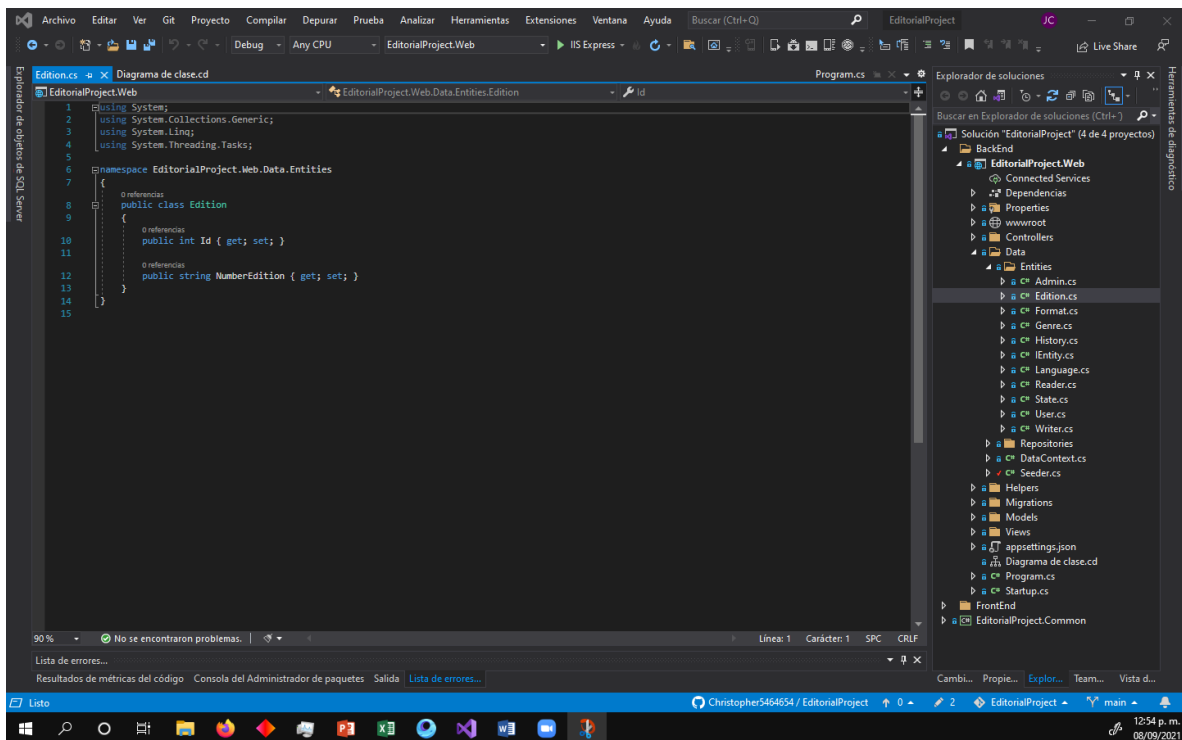 Archivo Editar Ver Git Proyecto Compilar Depurar Prueba Analizar Herramientas Extensiones Ventana Ayuda Buscar (Ctrl+Q) EditorialProject JC
Debug Any CPU EditorialProject.Web IIS Express Live Share
Explorador de objetos de SQL Server
Edition.cs Diagrama de clase.cd Program.cs
EditorialProject.Web EditorialProject.Web.Data.Entities.Edition Id
1 using System;
2 using System.Collections.Generic;
3 using System.Linq;
4 using System.Threading.Tasks;
5
6 namespace EditorialProject.Web.Data.Entities
7 {
0 referencias
8 public class Edition
9 {
0 referencias
10 public int Id { get; set; }
11
0 referencias
12 public string NumberEdition { get; set; }
13 }
14 }
15
90 % No se encontraron problemas. Línea: 1 Carácter: 1 SPC CRLF
Lista de errores...
Resultados de métricas del código Consola del Administrador de paquetes Salida Lista de errores...
Explorador de soluciones
Buscar en Explorador de soluciones (Ctrl+´)
Solución "EditorialProject" (4 de 4 proyectos)
BackEnd
EditorialProject.Web
Connected Services
Dependencias
Properties
wwwroot
Controllers
Data
Entities
Admin.cs
Edition.cs
Format.cs
Genre.cs
History.cs
IEntity.cs
Language.cs
Reader.cs
State.cs
User.cs
Writer.cs
Repositories
DataContext.cs
Seeder.cs
Helpers
Migrations
Models
Views
appsettings.json
Diagrama de clase.cd
Program.cs
Startup.cs
FrontEnd
EditorialProject.Common
Cambi... Propie... Explor... Team... Vista d...
Herramientas de diagnóstico
Listo Christopher5464654 / EditorialProject 0 2 EditorialProject main
12:54 p. m.
08/09/2021